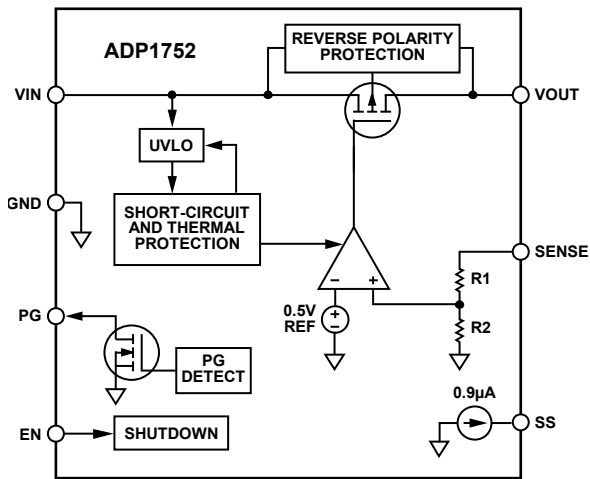 ADP1752
REVERSE POLARITY
PROTECTION
VIN
VOUT
UVLO
GND
SHORT-CIRCUIT
AND THERMAL
PROTECTION
SENSE
R1
R2
0.5V
REF
PG
PG
DETECT
0.9µA
SS
EN
SHUTDOWN